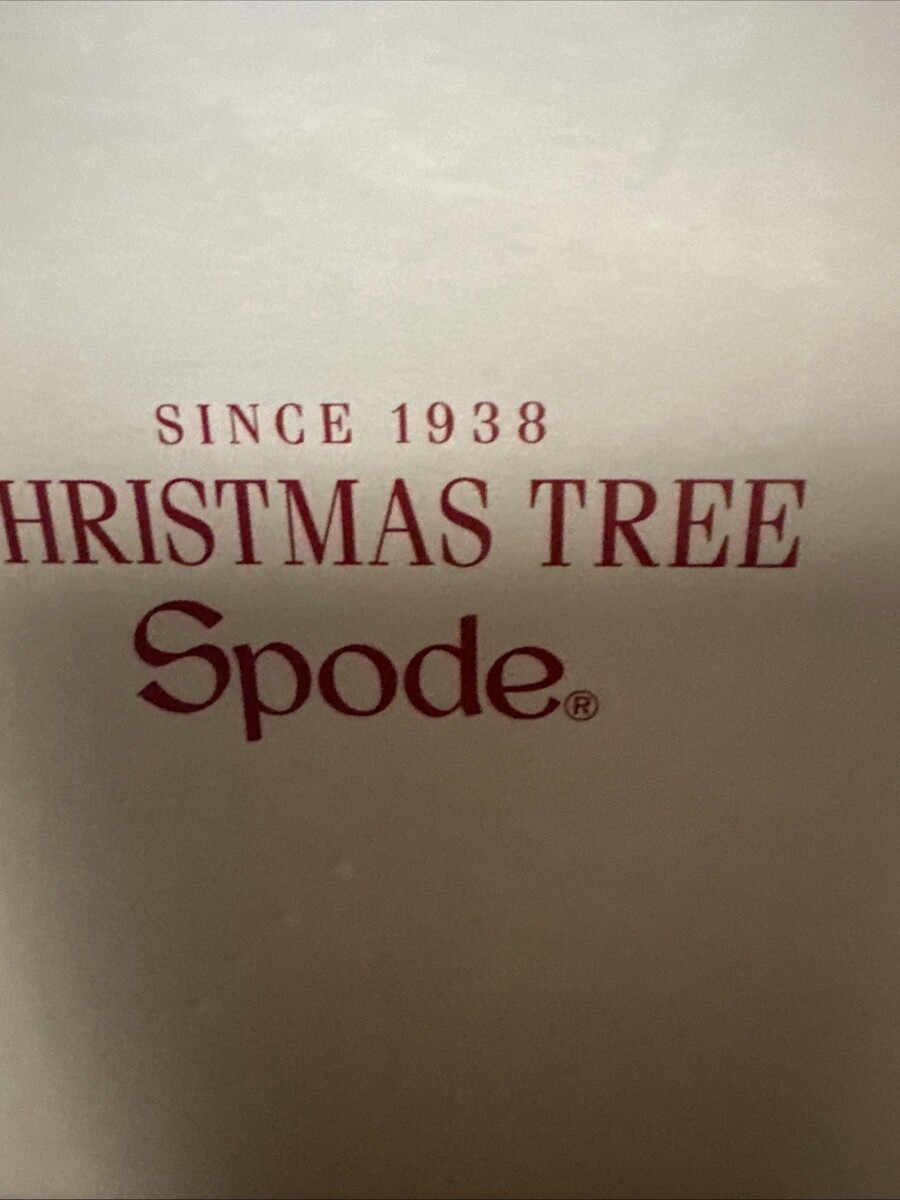 SINCE 1938
HRISTMAS TREE
Spode®